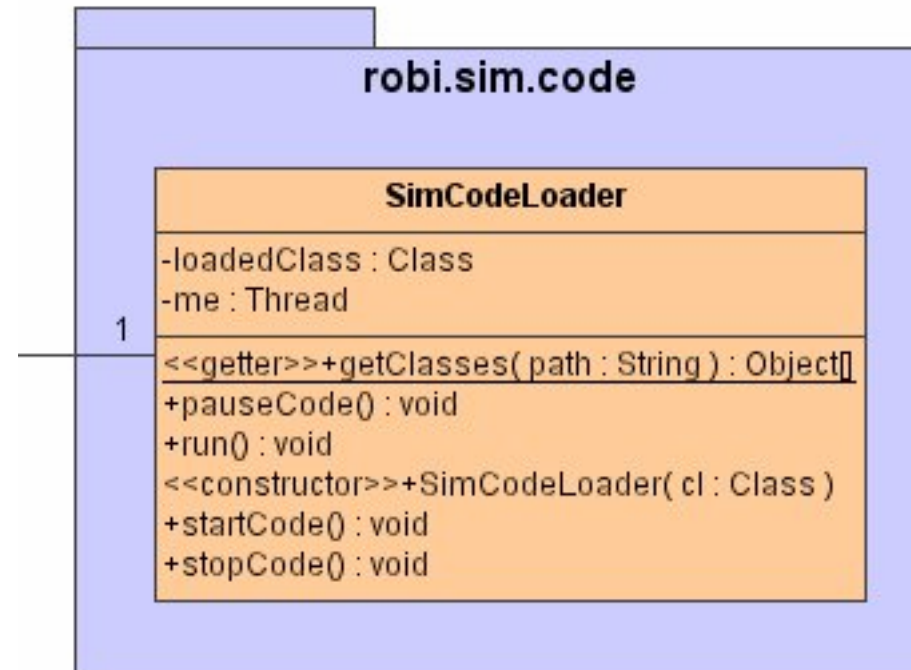 robi.sim.code
SimCodeLoader
-loadedClass : Class
-me : Thread
1
<<getter>>+getClasses( path : String ) : Object[]
+pauseCode() : void
+run() : void
<<constructor>>+SimCodeLoader( cl : Class )
+startCode() : void
+stopCode() : void